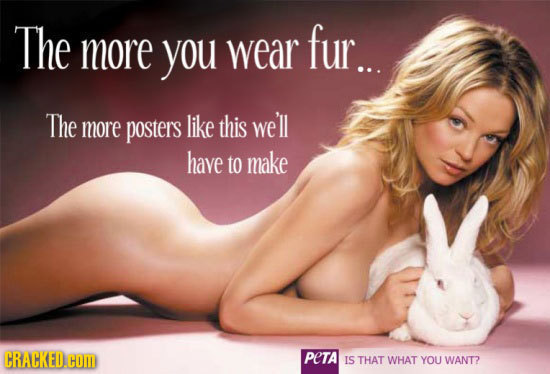 The more you wear fur...
The more posters like this we'll
have to make
PETA IS THAT WHAT YOU WANT?
CRACKED.COM